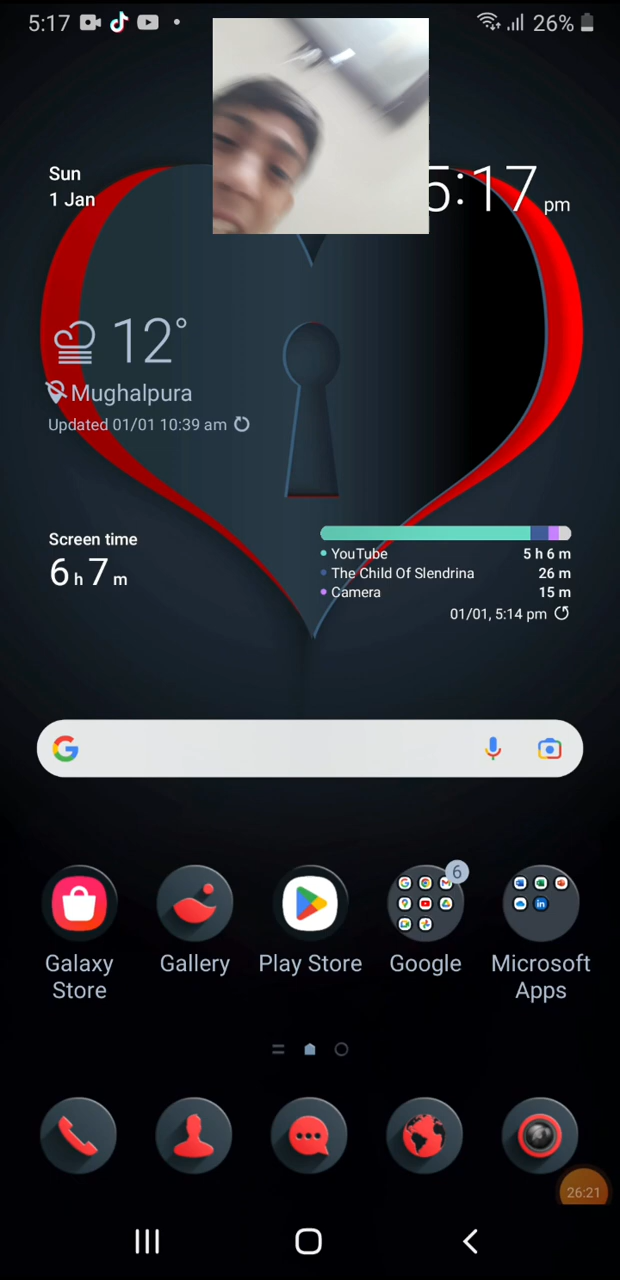 5:17
26%
Sun
1 Jan
5:17 pm
12°
Mughalpura
Updated 01/01 10:39 am
Screen time
6 h 7 m
YouTube 5 h 6 m
The Child Of Slendrina 26 m
Camera 15 m
01/01, 5:14 pm
6
Galaxy Store
Gallery
Play Store
Google
Microsoft Apps
26:21